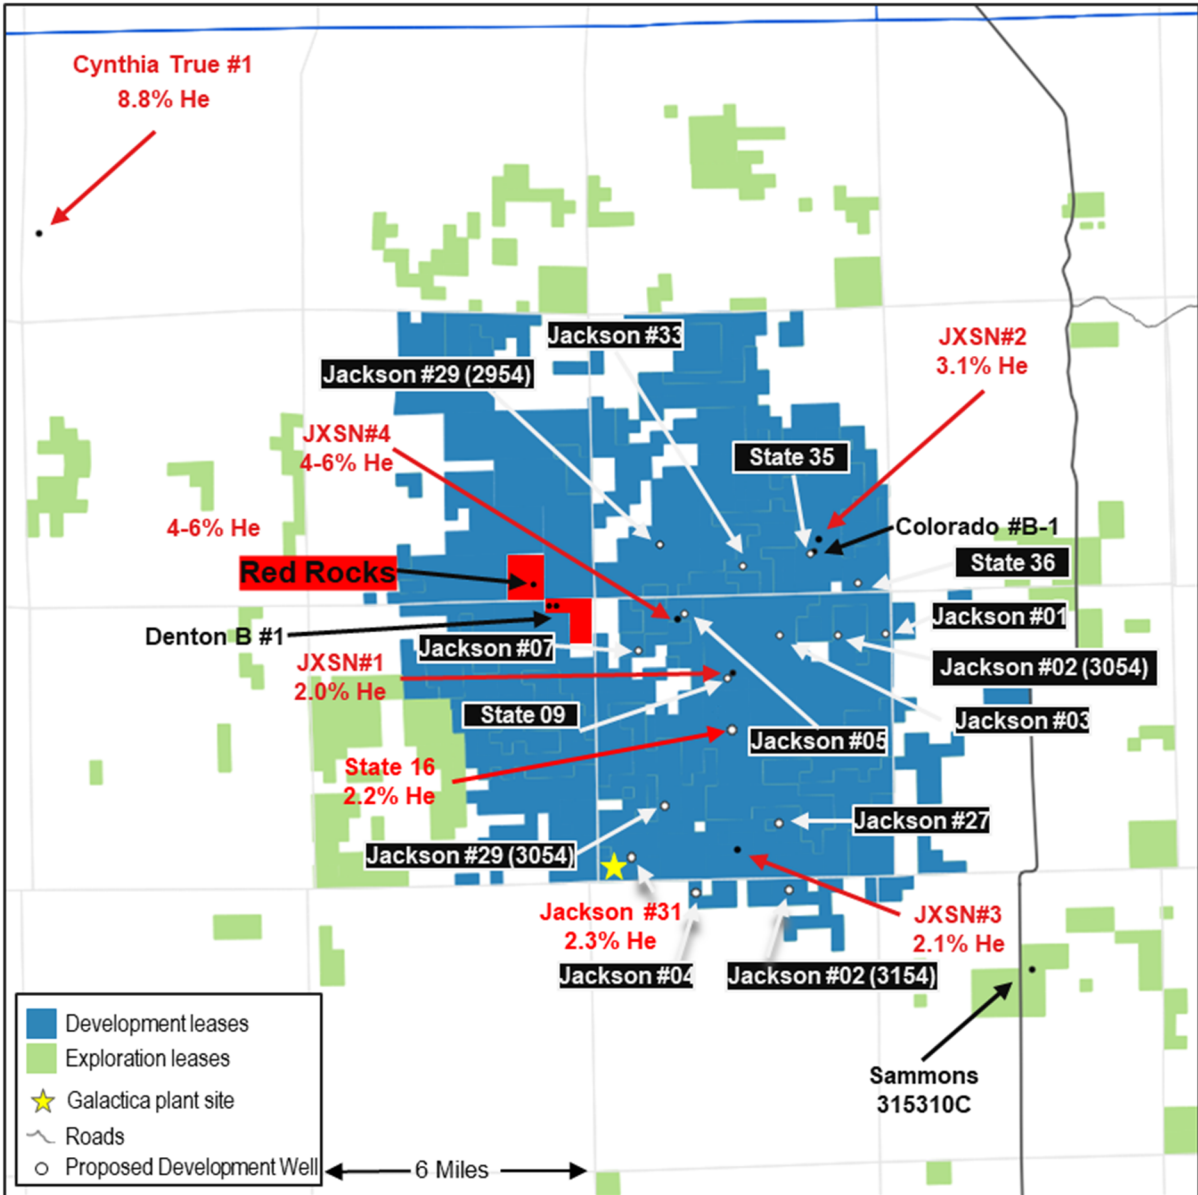 Cynthia True #1
8.8% He
Jackson #33
JXSN#2
3.1% He
Jackson #29 (2954)
JXSN#4
4-6% He
State 35
4-6% He
Colorado #B-1
Red Rocks
State 36
Denton B #1
Jackson #01
Jackson #07
JXSN#1
2.0% He
Jackson #02 (3054)
State 09
Jackson #03
Jackson #05
State 16
2.2% He
Jackson #27
Jackson #29 (3054)
Jackson #31
2.3% He
JXSN#3
2.1% He
Jackson #04
Jackson #02 (3154)
Sammons
315310C
Development leases
Exploration leases
Galactica plant site
Roads
Proposed Development Well
6 Miles